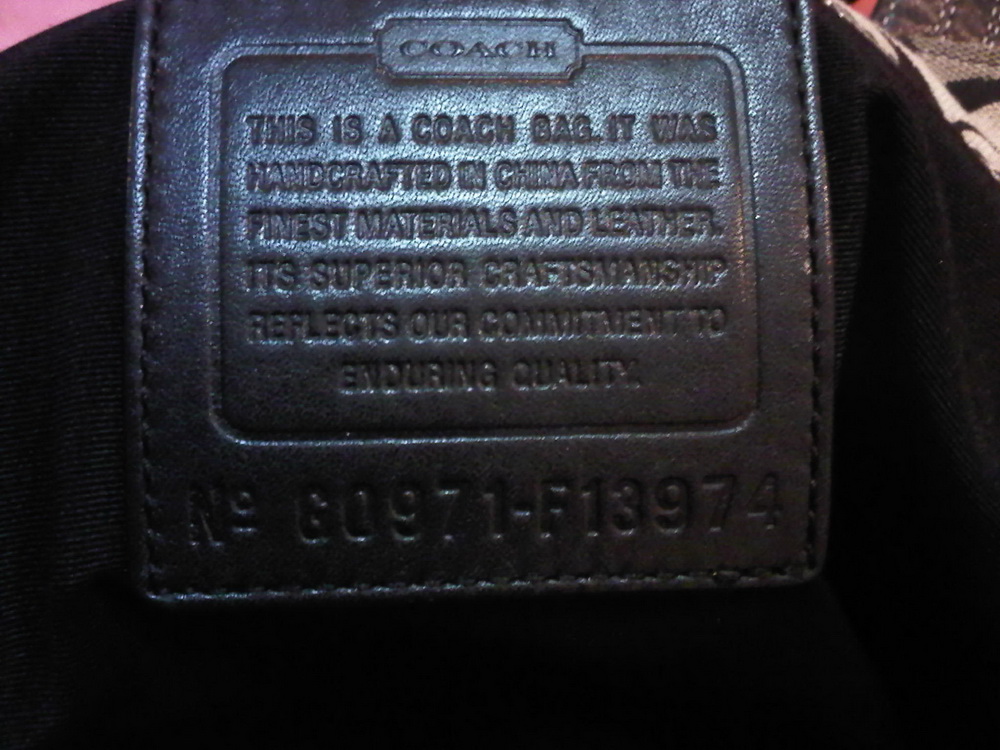 COACH
THIS IS A COACH BAG. IT WAS
HANDCRAFTED IN CHINA FROM THE
FINEST MATERIALS AND LEATHER.
ITS SUPERIOR CRAFTSMANSHIP
REFLECTS OUR COMMITMENT TO
ENDURING QUALITY.
Nº G0971-F13974